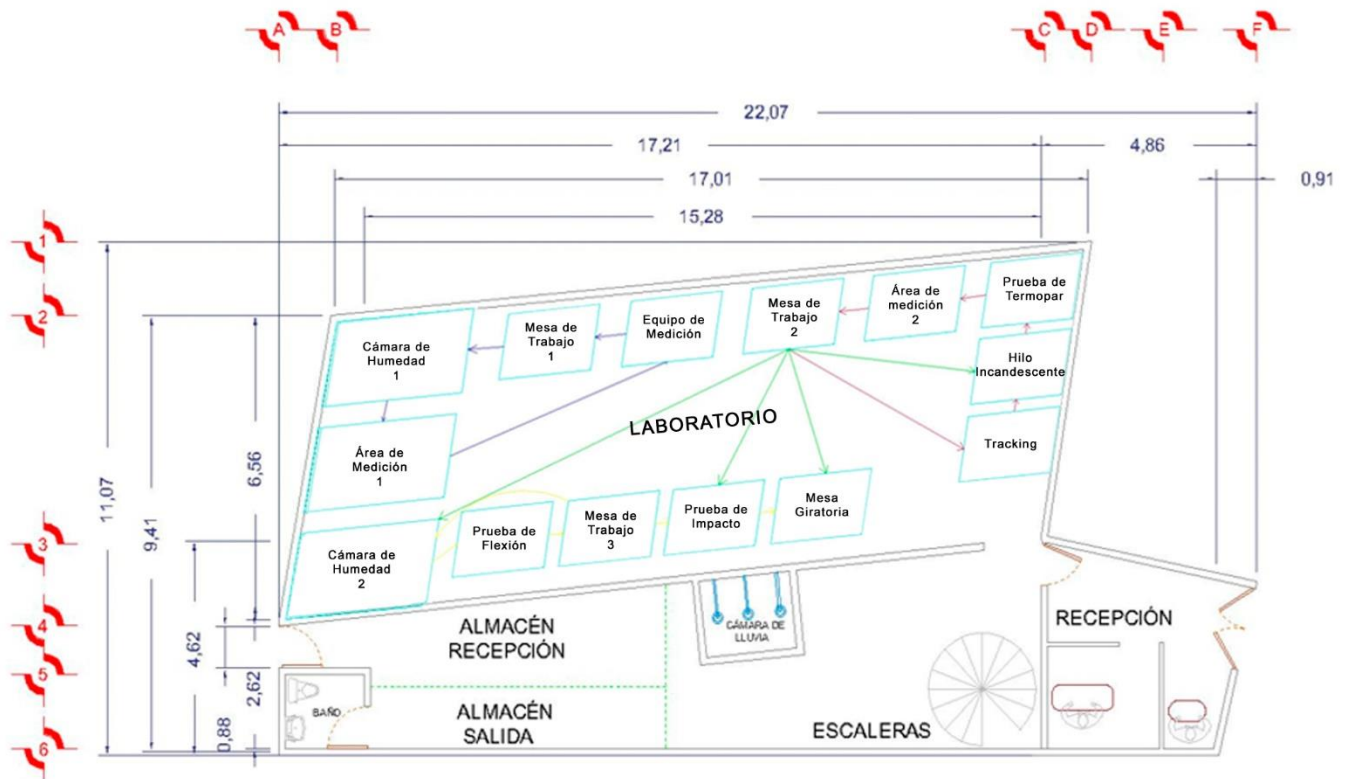 A B C D E F
22,07
17,21 4,86
17,01 0,91
15,28
1
2
3
4
5
6
11,07
9,41
6,56
4,62
2,62
0,88
Prueba de
Termopar
Área de
medición
2
Mesa de
Trabajo
2
Equipo de
Medición
Mesa de
Trabajo
1
Cámara de
Humedad
1
Hilo
Incandescente
LABORATORIO
Tracking
Área de
Medición
1
Mesa
Giratoria
Prueba de
Impacto
Mesa de
Trabajo
3
Prueba de
Flexión
Cámara de
Humedad
2
ALMACÉN
RECEPCIÓN
CÁMARA DE
LLUVIA
RECEPCIÓN
BAÑO
ALMACÉN
SALIDA
ESCALERAS